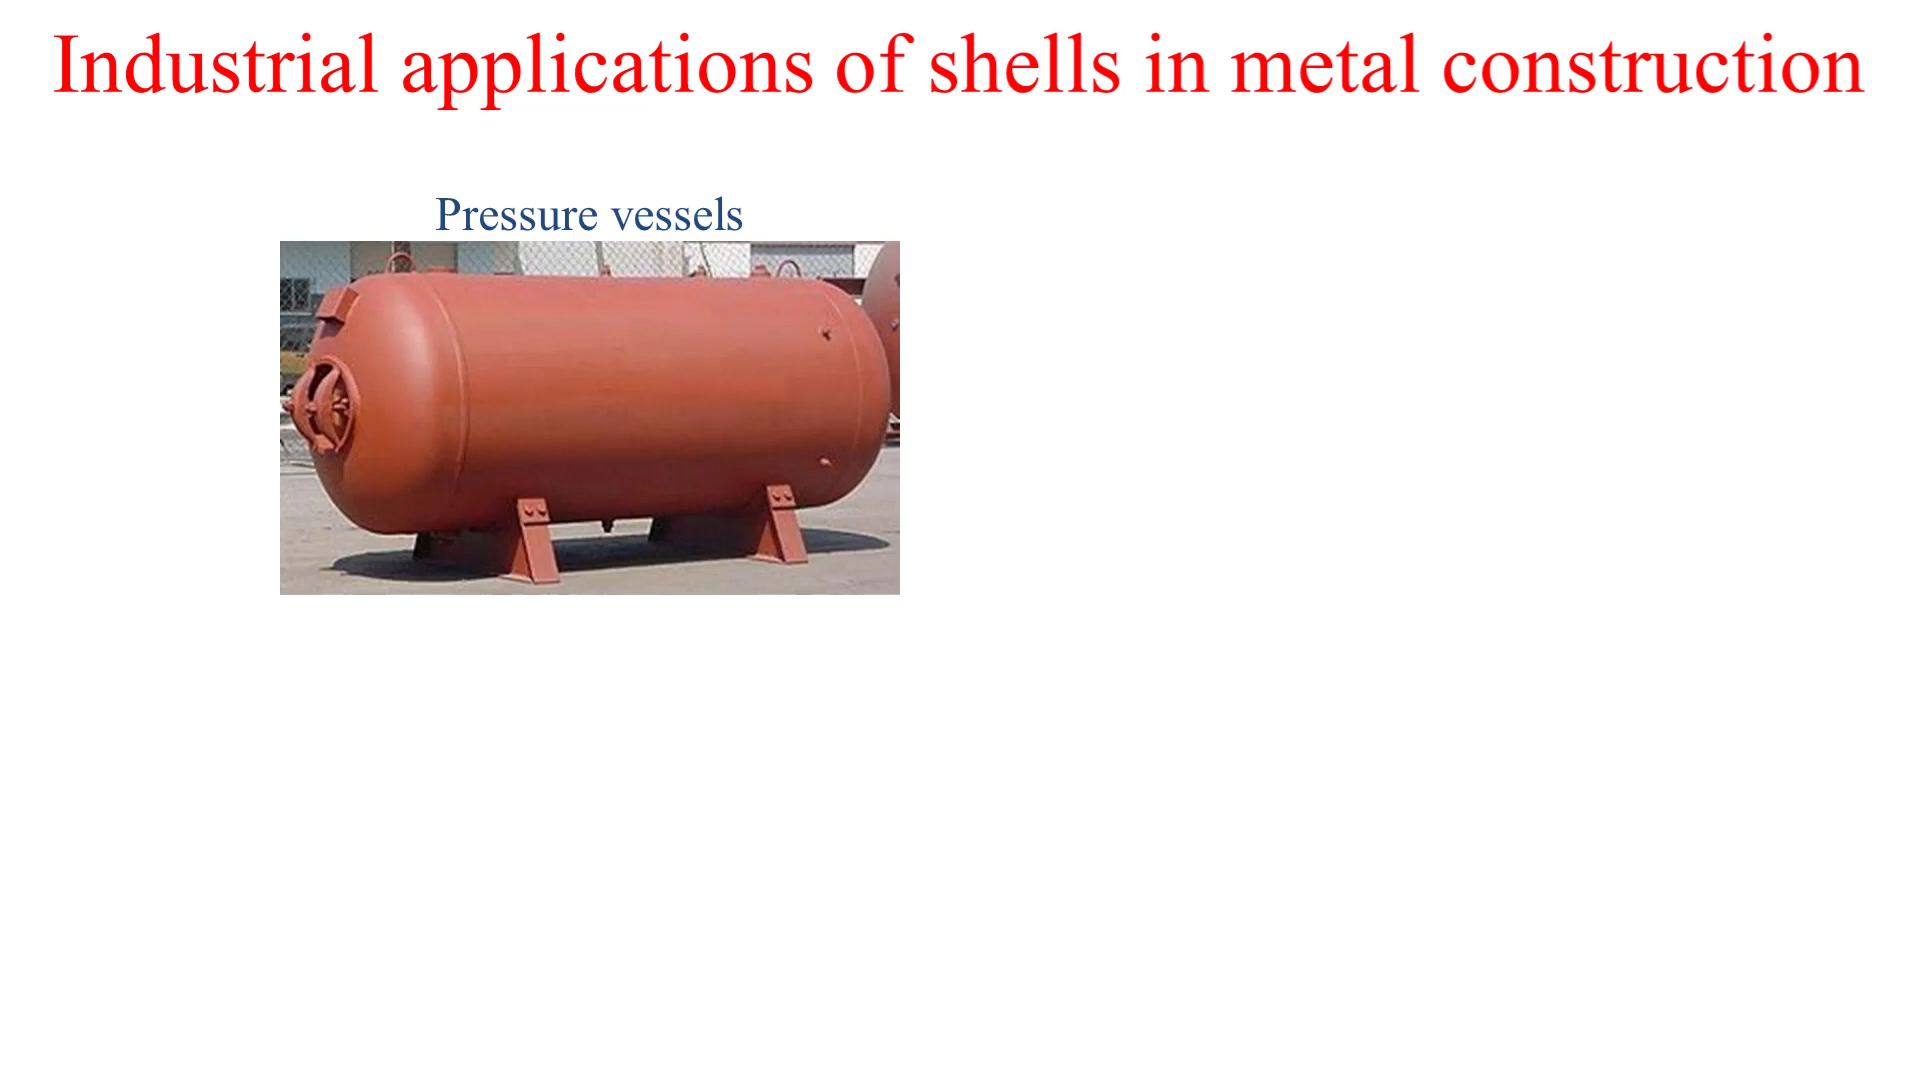 Industrial applications of shells in metal construction
Pressure vessels